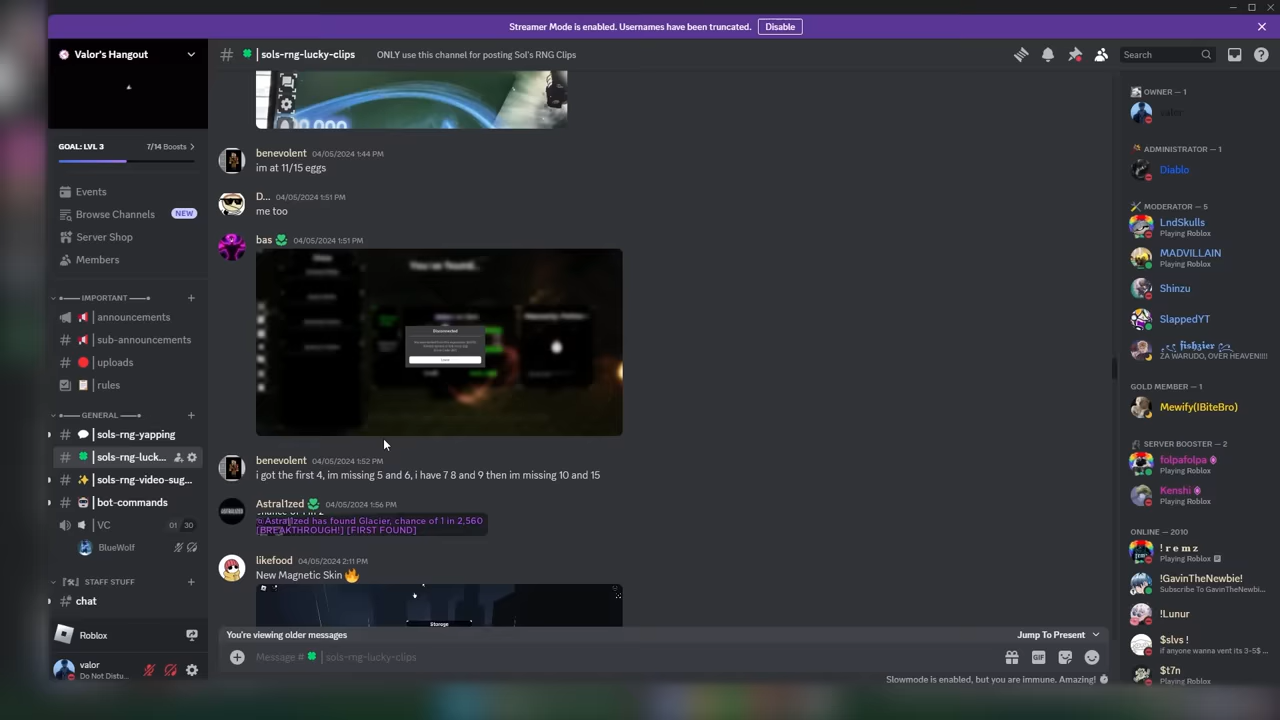 Streamer Mode is enabled. Usernames have been truncated.
Disable
Valor's Hangout
sols-rng-lucky-clips
ONLY use this channel for posting Sol's RNG Clips
Search
GOAL: LVL 3
7/14 Boosts
Events
Browse Channels
NEW
Server Shop
Members
IMPORTANT
announcements
sub-announcements
uploads
rules
GENERAL
sols-rng-yapping
sols-rng-luck...
sols-rng-video-sug...
bot-commands
VC
01 30
BlueWolf
STAFF STUFF
chat
Roblox
valor
Do Not Distu...
benevolent 04/05/2024 1:44 PM
im at 11/15 eggs
D... 04/05/2024 1:51 PM
me too
bas 04/05/2024 1:51 PM
Disconnected
benevolent 04/05/2024 1:52 PM
i got the first 4, im missing 5 and 6, i have 7 8 and 9 then im missing 10 and 15
Astral1zed 04/05/2024 1:56 PM
Astral1zed has found Glacier, chance of 1 in 2,560
[BREAKTHROUGH!] [FIRST FOUND]
likefood 04/05/2024 2:11 PM
New Magnetic Skin 🔥
Storage
You're viewing older messages
Jump To Present
Message # sols-rng-lucky-clips
GIF
Slowmode is enabled, but you are immune. Amazing!
OWNER — 1
valor
ADMINISTRATOR — 1
Diablo
MODERATOR — 5
LndSkulls
Playing Roblox
MADVILLAIN
Playing Roblox
Shinzu
SlappedYT
fishzier
ZA WARUDO, OVER HEAVEN!!!!
GOLD MEMBER — 1
Mewify(IBiteBro)
SERVER BOOSTER — 2
folpafolpa
Playing Roblox
Kenshi
Playing Roblox
ONLINE — 2010
! r e m z
Playing Roblox
!GavinTheNewbie!
Subscribe To GavinTheNewbie...
!Lunur
$slvs !
if anyone wanna vent its 3-5$ ...
$t7n
Playing Roblox